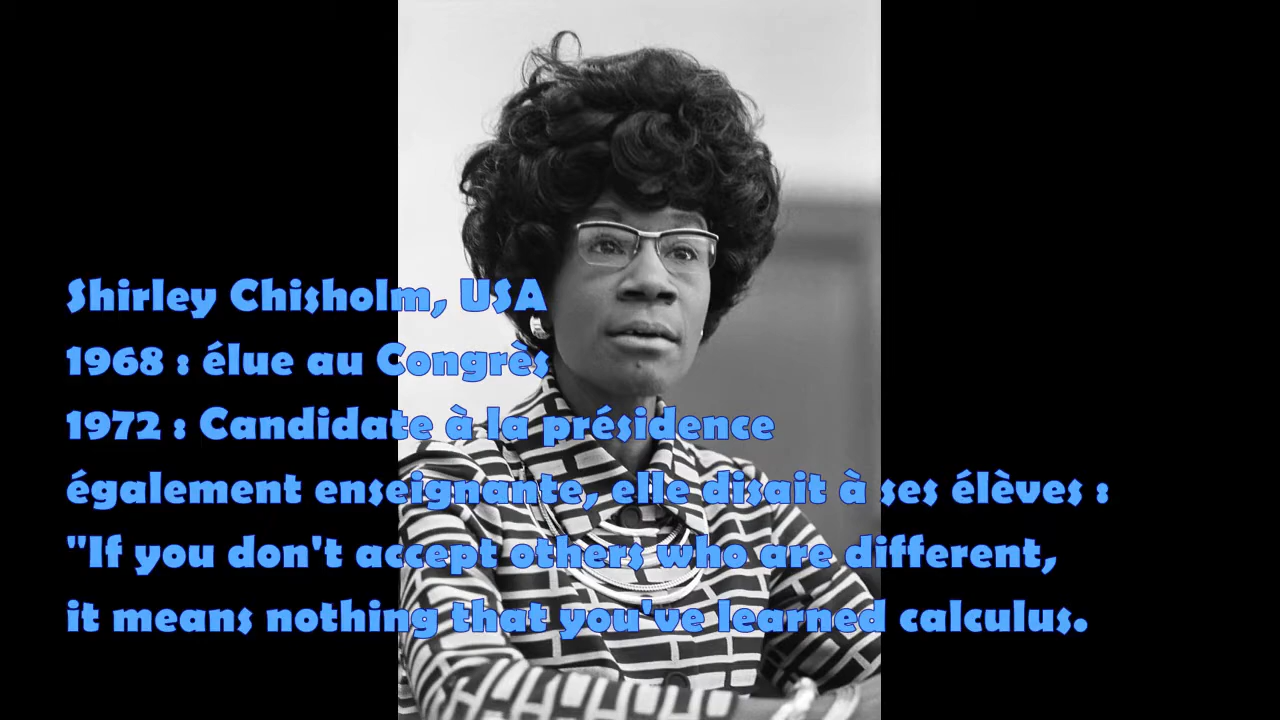 Shirley Chisholm, USA
1968 : élue au Congrès
1972 : Candidate à la présidence
également enseignante, elle disait à ses élèves :
"If you don't accept others who are different,
it means nothing that you've learned calculus.